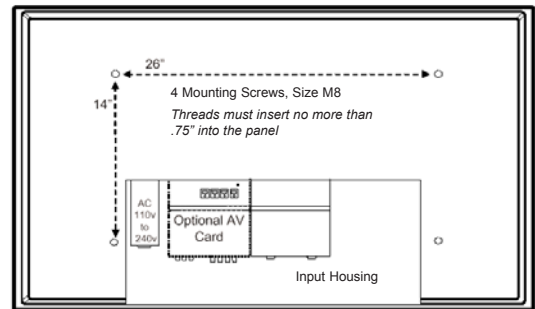 26"
4 Mounting Screws, Size M8
14"
Threads must insert no more than
.75" into the panel
AC
110v
to
240v
Optional AV
Card
Input Housing